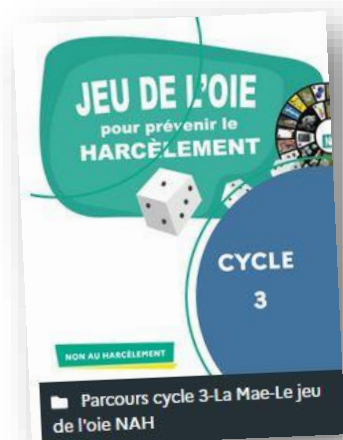 JEU DE L'OIE
pour prévenir le
HARCÈLEMENT
CYCLE
3
NON AU HARCÈLEMENT
Parcours cycle 3-La Mae-Le jeu
de l'oie NAH